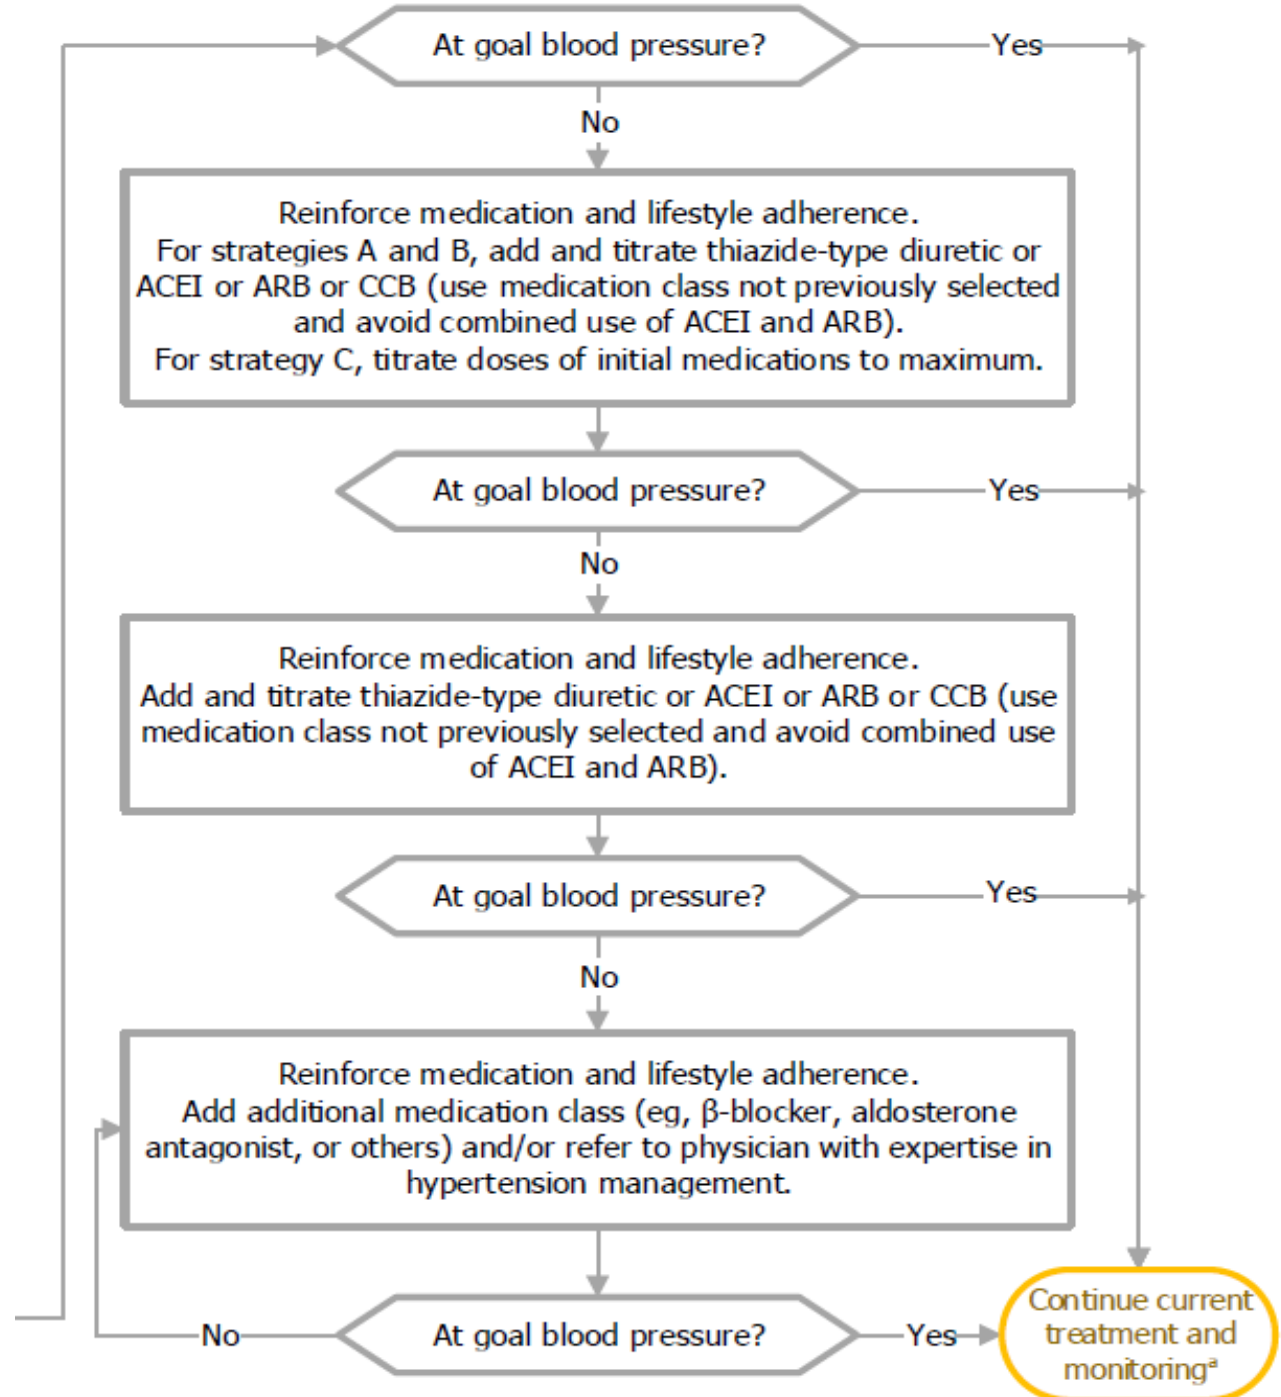 At goal blood pressure?
Yes
No
Reinforce medication and lifestyle adherence.
For strategies A and B, add and titrate thiazide-type diuretic or
ACEI or ARB or CCB (use medication class not previously selected
and avoid combined use of ACEI and ARB).
For strategy C, titrate doses of initial medications to maximum.
At goal blood pressure?
Yes
No
Reinforce medication and lifestyle adherence.
Add and titrate thiazide-type diuretic or ACEI or ARB or CCB (use
medication class not previously selected and avoid combined use
of ACEI and ARB).
At goal blood pressure?
Yes
No
Reinforce medication and lifestyle adherence.
Add additional medication class (eg, β-blocker, aldosterone
antagonist, or others) and/or refer to physician with expertise in
hypertension management.
No
At goal blood pressure?
Yes
Continue current
treatment and
monitoringᵃ